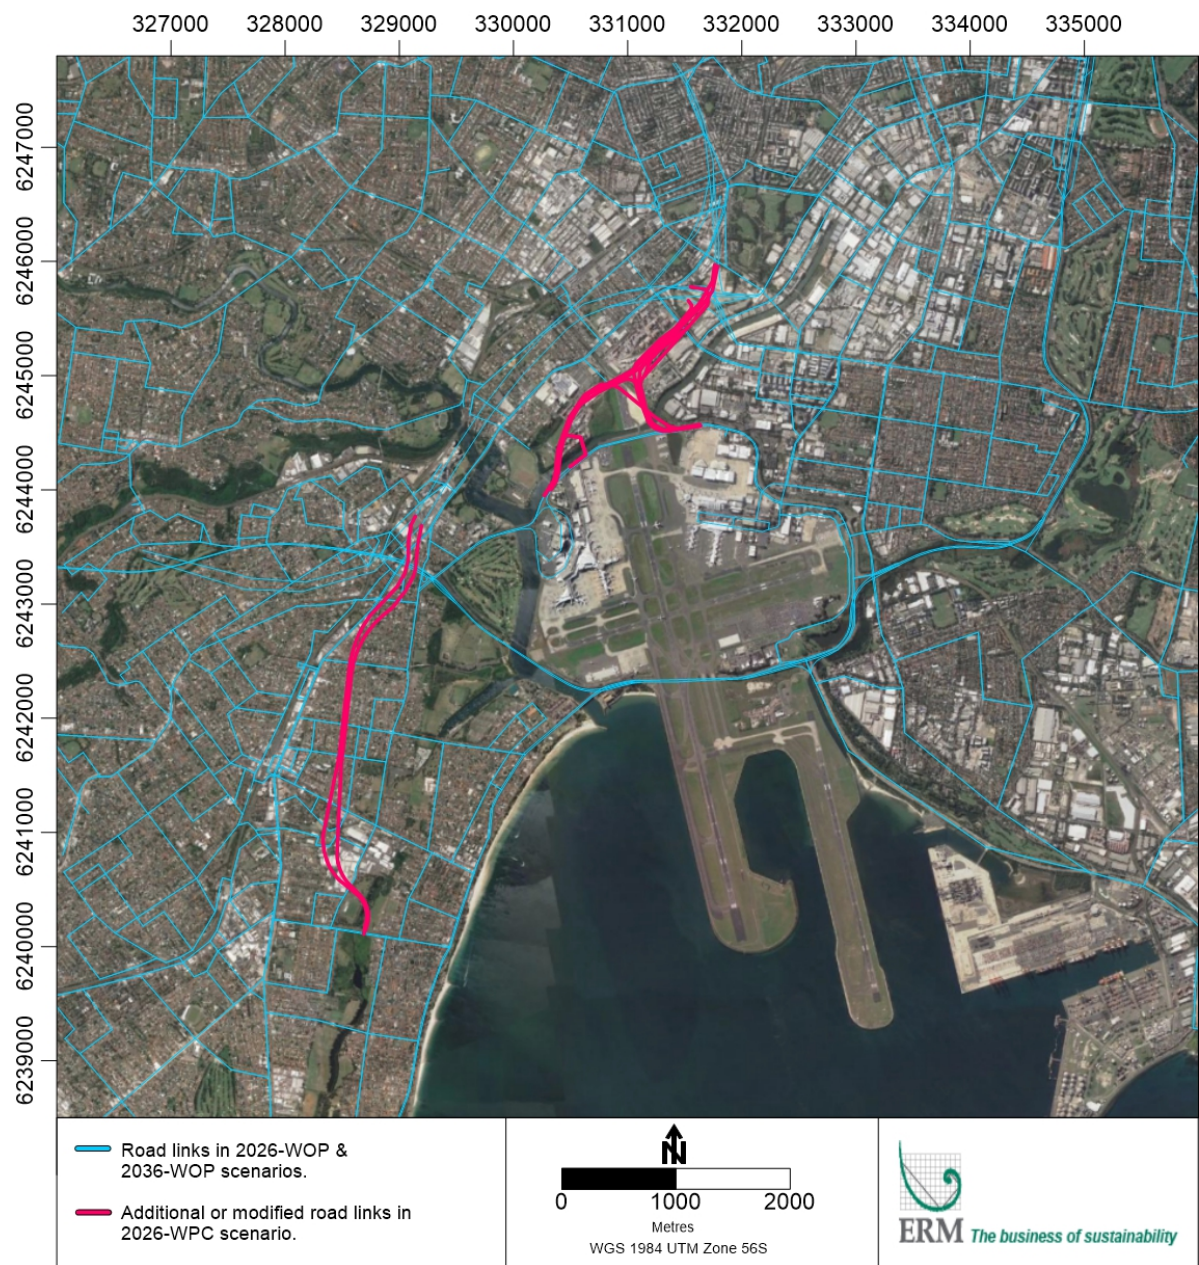 327000 328000 329000 330000 331000 332000 333000 334000 335000
6247000
6246000
6245000
6244000
6243000
6242000
6241000
6240000
6239000
Road links in 2026-WOP &
2036-WOP scenarios.
Additional or modified road links in
2026-WPC scenario.
N
0 1000 2000
Metres
WGS 1984 UTM Zone 56S
ERM The business of sustainability